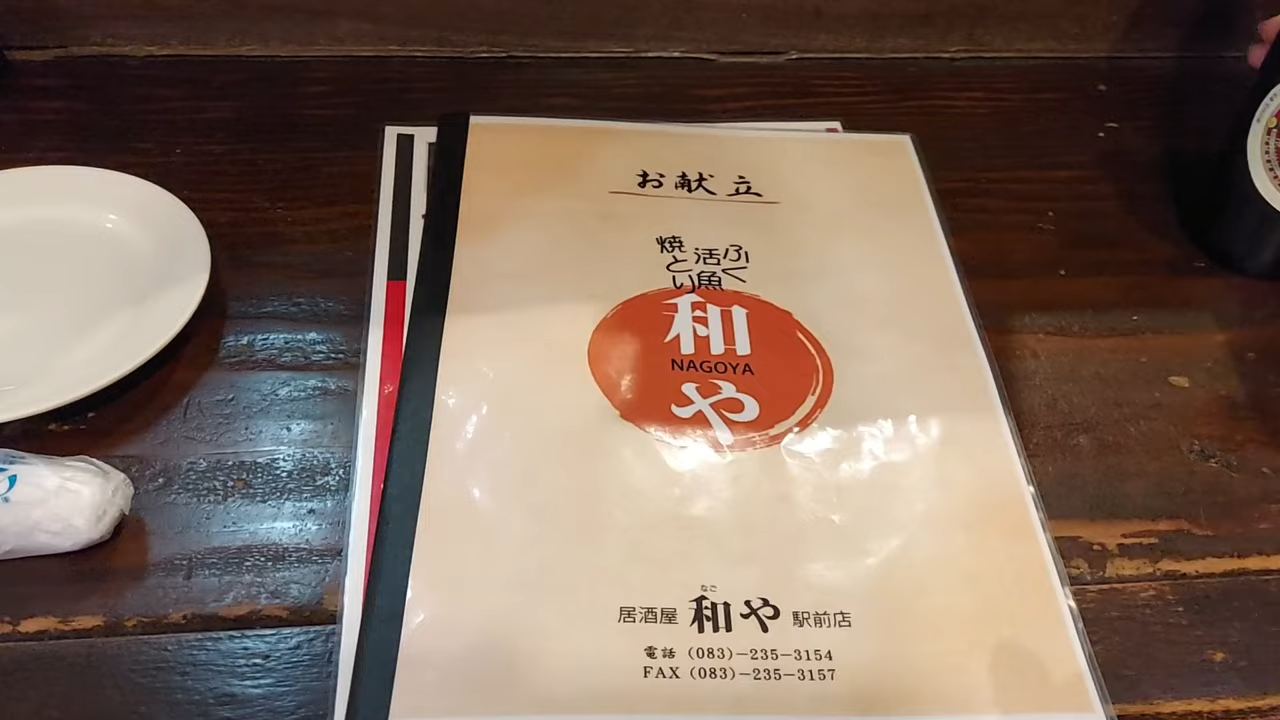 お献立
ふく
活魚
焼とり
和
NAGOYA
や
なご
居酒屋 和や 駅前店
電話 (083)-235-3154
FAX (083)-235-3157